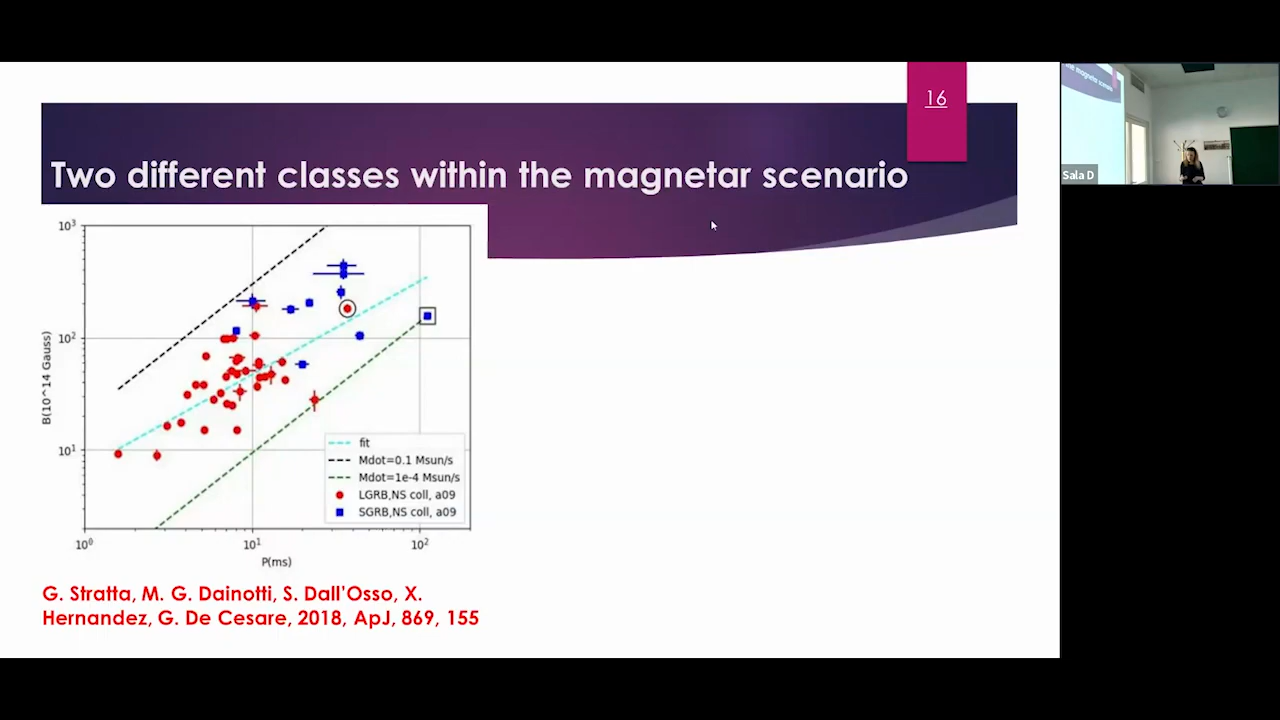 16
Two different classes within the magnetar scenario
10^3
10^2
10^1
B(10^14 Gauss)
fit
Mdot=0.1 Msun/s
Mdot=1e-4 Msun/s
LGRB,NS coll, a09
SGRB,NS coll, a09
10^0
10^1
10^2
P(ms)
G. Stratta, M. G. Dainotti, S. Dall'Osso, X.
Hernandez, G. De Cesare, 2018, ApJ, 869, 155
Sala D